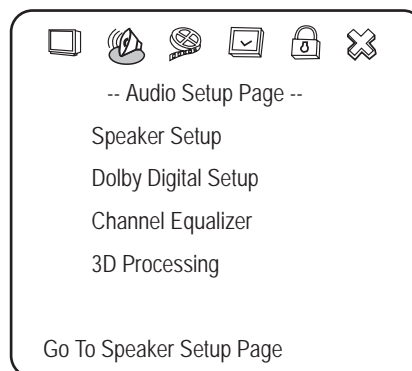 -- Audio Setup Page --
Speaker Setup
Dolby Digital Setup
Channel Equalizer
3D Processing
Go To Speaker Setup Page